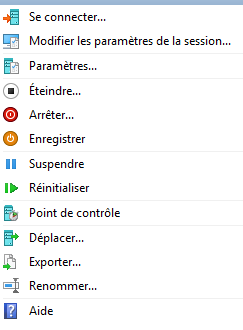 Se connecter...
Modifier les paramètres de la session...
Paramètres...
Éteindre...
Arrêter...
Enregistrer
Suspendre
Réinitialiser
Point de contrôle
Déplacer...
Exporter...
Renommer...
Aide